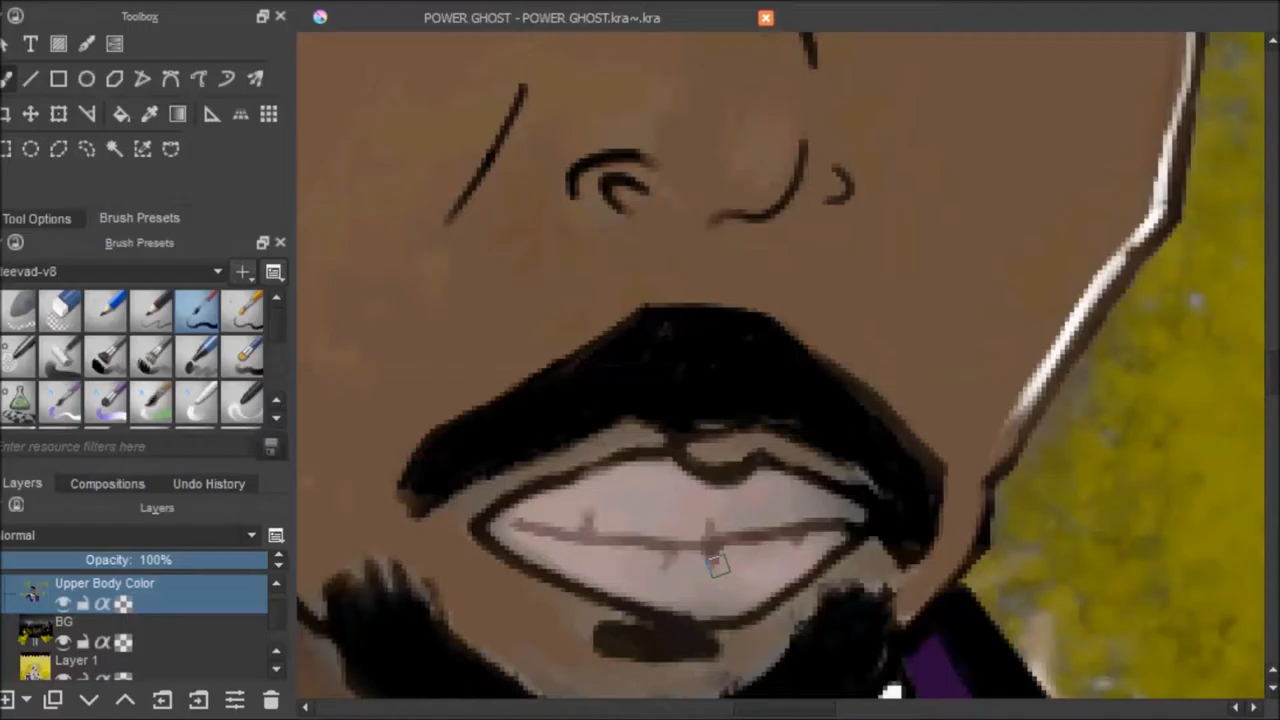 Toolbox
POWER GHOST - POWER GHOST.kra~.kra
T
Tool Options
Brush Presets
Brush Presets
leevad-v8
Enter resource filters here
Layers
Compositions
Undo History
Layers
Normal
Opacity: 100%
Upper Body Color
BG
Layer 1